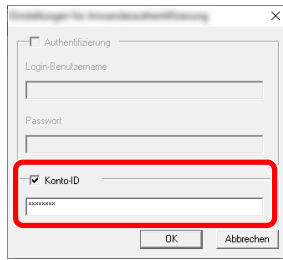 Authentifizierung
Login-Benutzername
Passwort
Konto-ID
××××××××
OK Abbrechen